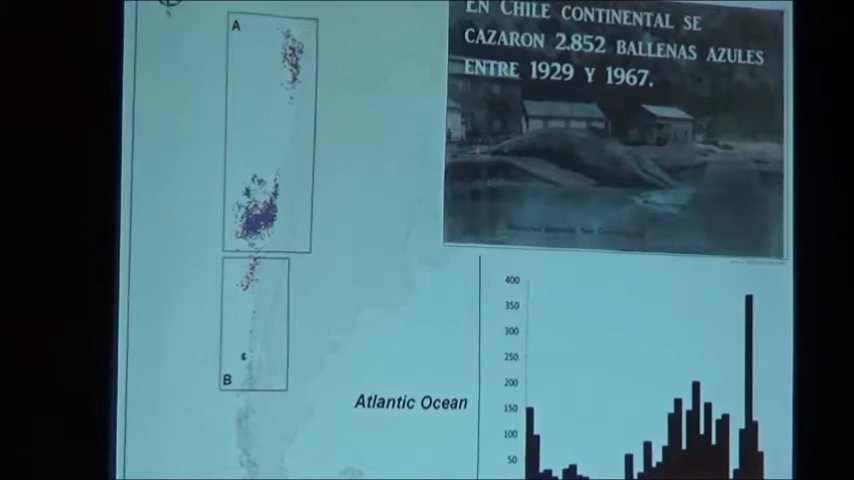 A
B
Atlantic Ocean
EN CHILE CONTINENTAL SE
CAZARON 2.852 BALLENAS AZULES
ENTRE 1929 Y 1967.
400
350
300
250
200
150
100
50